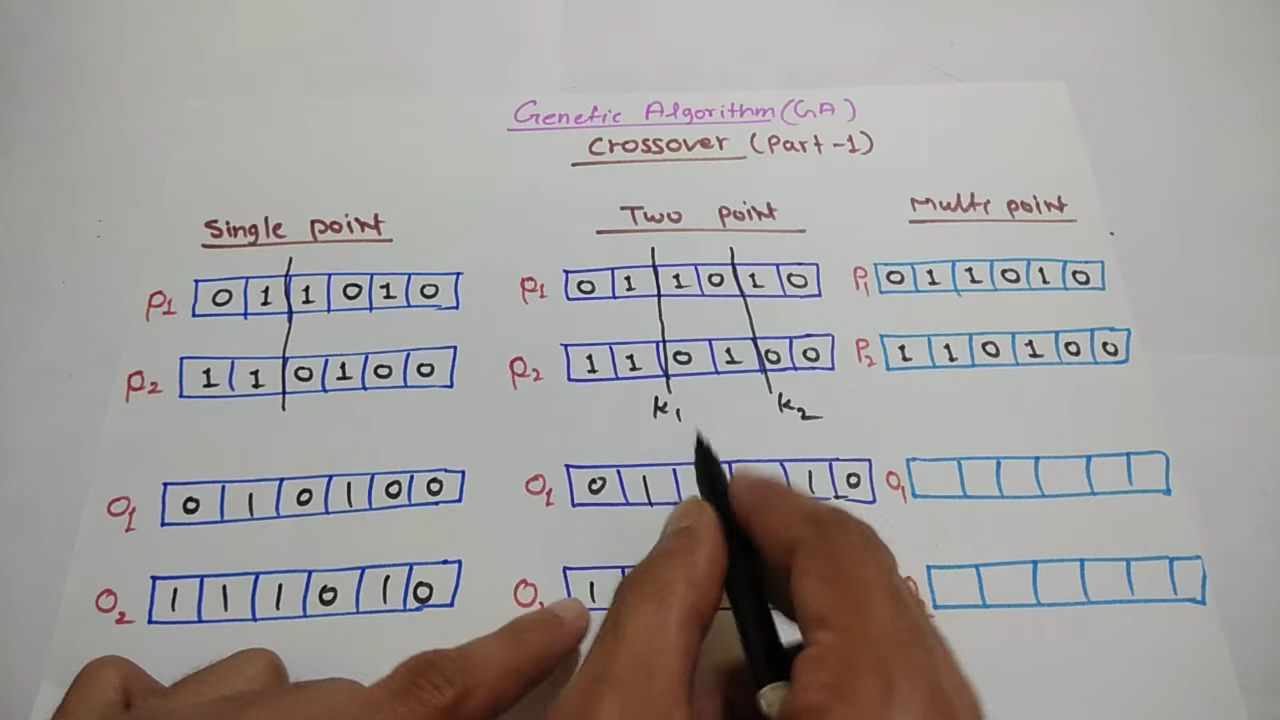 Genetic Algorithm (GA)
Crossover (Part-1)
Single point
P1 0 1 1 0 1 0
P2 1 1 0 1 0 0
O1 0 1 0 1 0 0
O2 1 1 1 0 1 0
Two point
P1 0 1 1 0 1 0
P2 1 1 0 1 0 0
K1 K2
O1 0 1 1 0
O 1
Multi point
P1 0 1 1 0 1 0
P2 1 1 0 1 0 0
O1